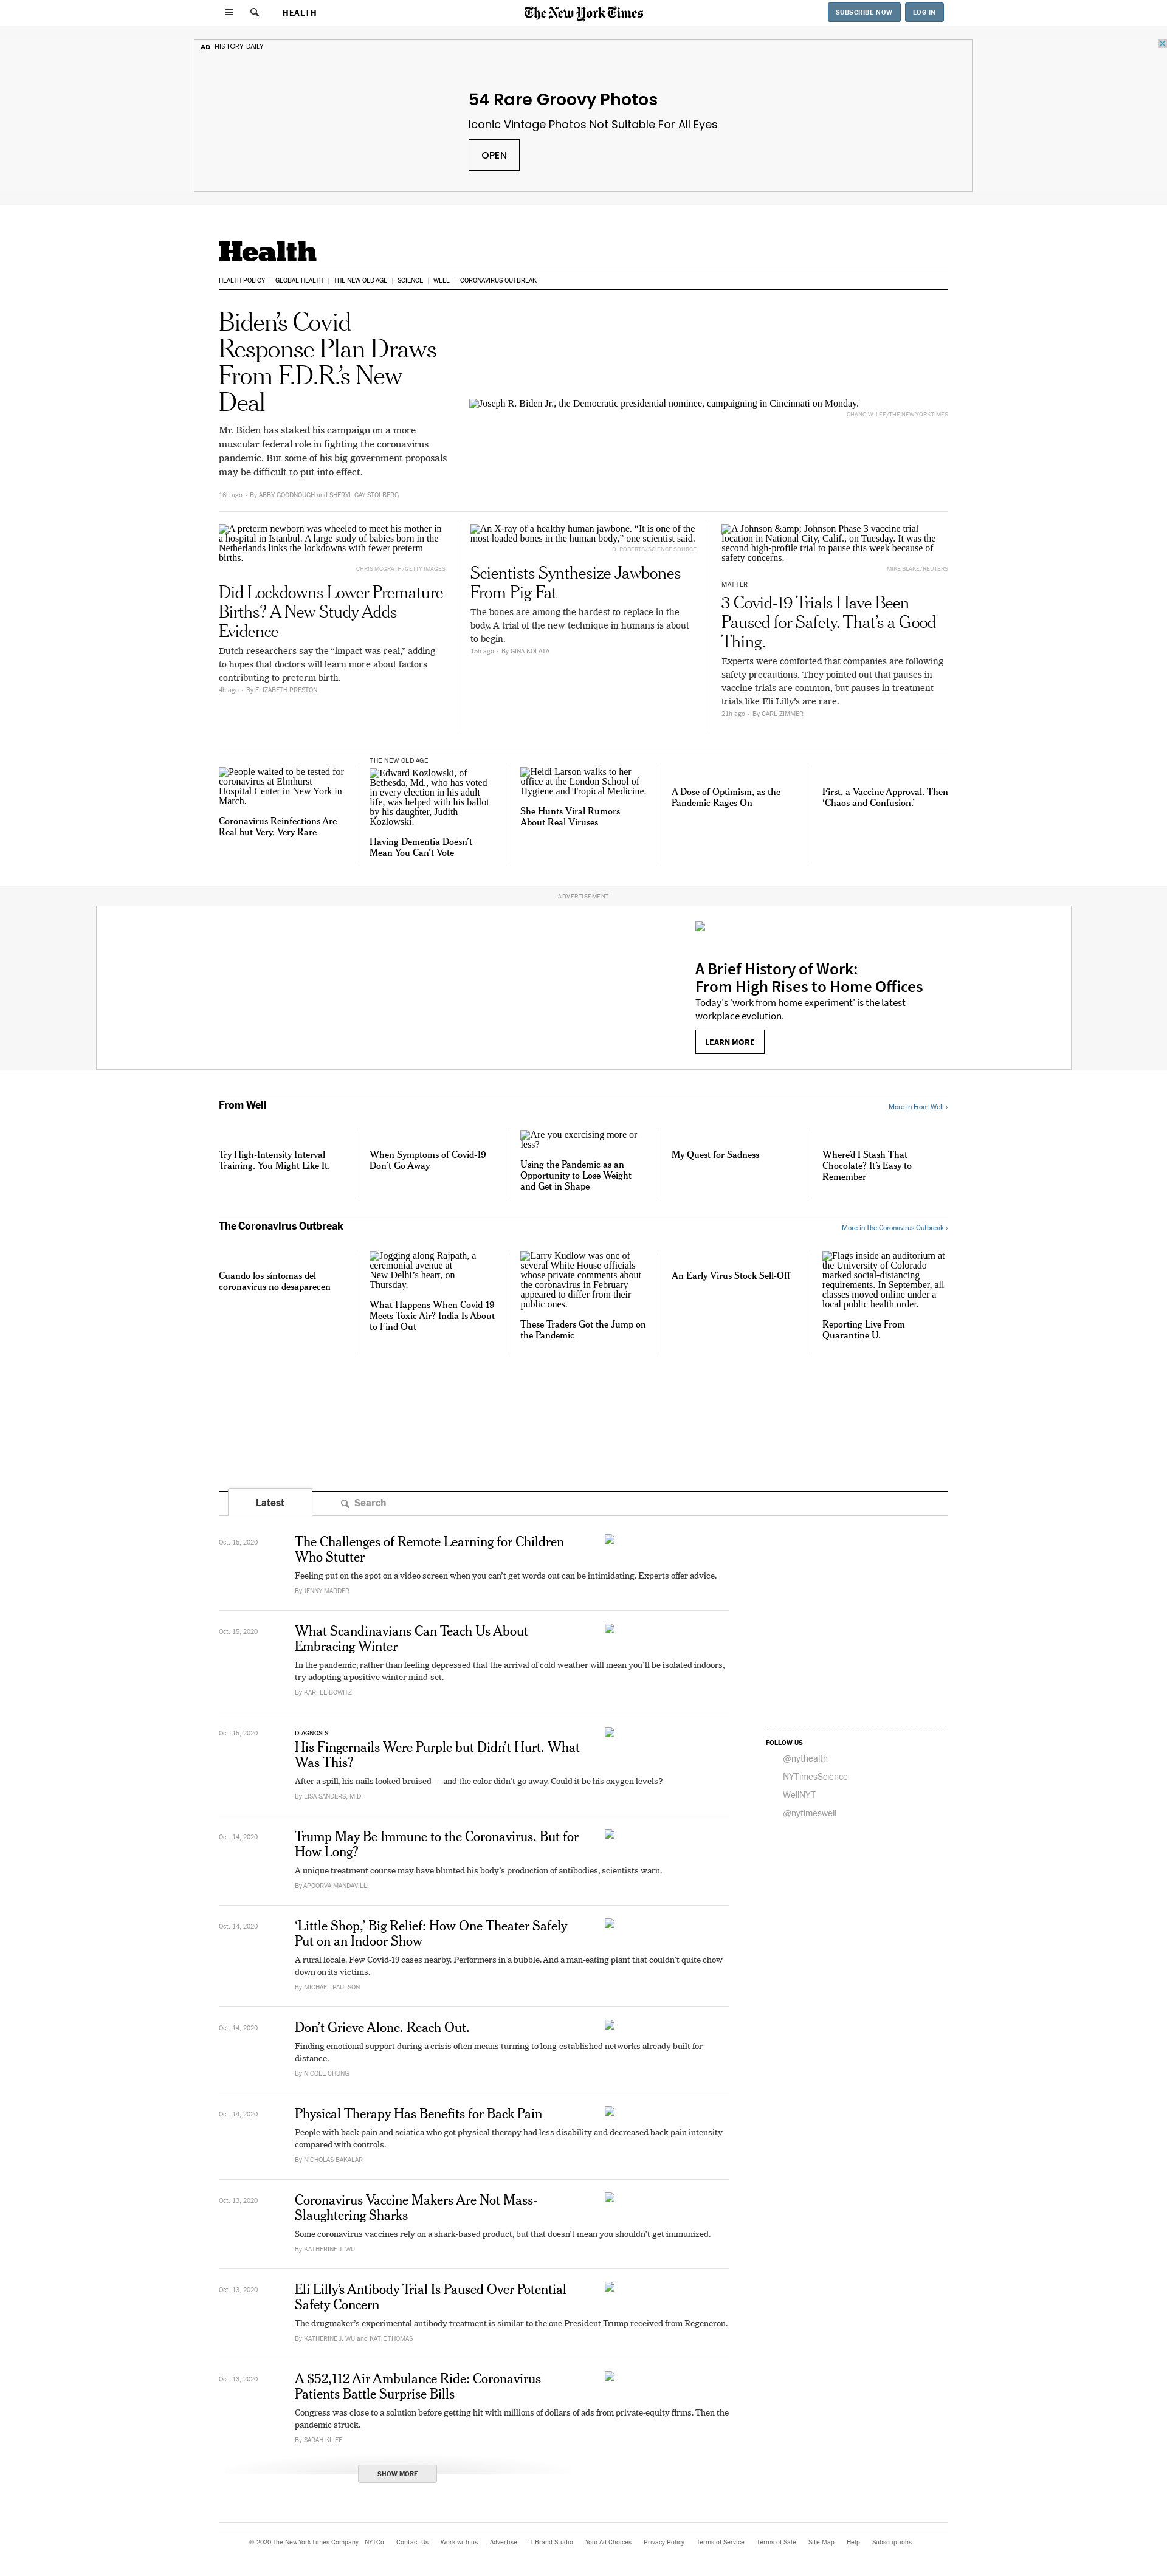 HEALTH
The New York Times
SUBSCRIBE NOW
LOG IN
AD HISTORY DAILY
54 Rare Groovy Photos
Iconic Vintage Photos Not Suitable For All Eyes
OPEN
Health
HEALTH POLICY | GLOBAL HEALTH | THE NEW OLD AGE | SCIENCE | WELL | CORONAVIRUS OUTBREAK
Biden’s Covid
Response Plan Draws
From F.D.R.’s New
Deal
Mr. Biden has staked his campaign on a more
muscular federal role in fighting the coronavirus
pandemic. But some of his big government proposals
may be difficult to put into effect.
16h ago • By ABBY GOODNOUGH and SHERYL GAY STOLBERG
Joseph R. Biden Jr., the Democratic presidential nominee, campaigning in Cincinnati on Monday.
CHANG W. LEE/THE NEW YORK TIMES
A preterm newborn was wheeled to meet his mother in
a hospital in Istanbul. A large study of babies born in the
Netherlands links the lockdowns with fewer preterm
births.
CHRIS MCGRATH/GETTY IMAGES
Did Lockdowns Lower Premature
Births? A New Study Adds
Evidence
Dutch researchers say the “impact was real,” adding
to hopes that doctors will learn more about factors
contributing to preterm birth.
4h ago • By ELIZABETH PRESTON
An X-ray of a healthy human jawbone. “It is one of the
most loaded bones in the human body,” one scientist said.
D. ROBERTS/SCIENCE SOURCE
Scientists Synthesize Jawbones
From Pig Fat
The bones are among the hardest to replace in the
body. A trial of the new technique in humans is about
to begin.
15h ago • By GINA KOLATA
A Johnson &amp; Johnson Phase 3 vaccine trial
location in National City, Calif., on Tuesday. It was the
second high-profile trial to pause this week because of
safety concerns.
MIKE BLAKE/REUTERS
MATTER
3 Covid-19 Trials Have Been
Paused for Safety. That’s a Good
Thing.
Experts were comforted that companies are following
safety precautions. They pointed out that pauses in
vaccine trials are common, but pauses in treatment
trials like Eli Lilly’s are rare.
21h ago • By CARL ZIMMER
People waited to be tested for
coronavirus at Elmhurst
Hospital Center in New York in
March.
Coronavirus Reinfections Are
Real but Very, Very Rare
THE NEW OLD AGE
Edward Kozlowski, of
Bethesda, Md., who has voted
in every election in his adult
life, was helped with his ballot
by his daughter, Judith
Kozlowski.
Having Dementia Doesn’t
Mean You Can’t Vote
Heidi Larson walks to her
office at the London School of
Hygiene and Tropical Medicine.
She Hunts Viral Rumors
About Real Viruses
A Dose of Optimism, as the
Pandemic Rages On
First, a Vaccine Approval. Then
‘Chaos and Confusion.’
ADVERTISEMENT
A Brief History of Work:
From High Rises to Home Offices
Today's 'work from home experiment' is the latest
workplace evolution.
LEARN MORE
From Well
More in From Well ›
Try High-Intensity Interval
Training. You Might Like It.
When Symptoms of Covid-19
Don’t Go Away
Are you exercising more or
less?
Using the Pandemic as an
Opportunity to Lose Weight
and Get in Shape
My Quest for Sadness
Where’d I Stash That
Chocolate? It’s Easy to
Remember
The Coronavirus Outbreak
More in The Coronavirus Outbreak ›
Cuando los síntomas del
coronavirus no desaparecen
Jogging along Rajpath, a
ceremonial avenue at
New Delhi’s heart, on
Thursday.
What Happens When Covid-19
Meets Toxic Air? India Is About
to Find Out
Larry Kudlow was one of
several White House officials
whose private comments about
the coronavirus in February
appeared to differ from their
public ones.
These Traders Got the Jump on
the Pandemic
An Early Virus Stock Sell-Off
Flags inside an auditorium at
the University of Colorado
marked social-distancing
requirements. In September, all
classes moved online under a
local public health order.
Reporting Live From
Quarantine U.
Latest
Search
Oct. 15, 2020
The Challenges of Remote Learning for Children
Who Stutter
Feeling put on the spot on a video screen when you can’t get words out can be intimidating. Experts offer advice.
By JENNY MARDER
Oct. 15, 2020
What Scandinavians Can Teach Us About
Embracing Winter
In the pandemic, rather than feeling depressed that the arrival of cold weather will mean you’ll be isolated indoors,
try adopting a positive winter mind-set.
By KARI LEIBOWITZ
Oct. 15, 2020
DIAGNOSIS
His Fingernails Were Purple but Didn’t Hurt. What
Was This?
After a spill, his nails looked bruised — and the color didn’t go away. Could it be his oxygen levels?
By LISA SANDERS, M.D.
FOLLOW US
@nythealth
NYTimesScience
WellNYT
@nytimeswell
Oct. 14, 2020
Trump May Be Immune to the Coronavirus. But for
How Long?
A unique treatment course may have blunted his body’s production of antibodies, scientists warn.
By APOORVA MANDAVILLI
Oct. 14, 2020
‘Little Shop,’ Big Relief: How One Theater Safely
Put on an Indoor Show
A rural locale. Few Covid-19 cases nearby. Performers in a bubble. And a man-eating plant that couldn’t quite chow
down on its victims.
By MICHAEL PAULSON
Oct. 14, 2020
Don’t Grieve Alone. Reach Out.
Finding emotional support during a crisis often means turning to long-established networks already built for
distance.
By NICOLE CHUNG
Oct. 14, 2020
Physical Therapy Has Benefits for Back Pain
People with back pain and sciatica who got physical therapy had less disability and decreased back pain intensity
compared with controls.
By NICHOLAS BAKALAR
Oct. 13, 2020
Coronavirus Vaccine Makers Are Not Mass-
Slaughtering Sharks
Some coronavirus vaccines rely on a shark-based product, but that doesn’t mean you shouldn’t get immunized.
By KATHERINE J. WU
Oct. 13, 2020
Eli Lilly’s Antibody Trial Is Paused Over Potential
Safety Concern
The drugmaker’s experimental antibody treatment is similar to the one President Trump received from Regeneron.
By KATHERINE J. WU and KATIE THOMAS
Oct. 13, 2020
A $52,112 Air Ambulance Ride: Coronavirus
Patients Battle Surprise Bills
Congress was close to a solution before getting hit with millions of dollars of ads from private-equity firms. Then the
pandemic struck.
By SARAH KLIFF
SHOW MORE
© 2020 The New York Times Company NYTCo Contact Us Work with us Advertise T Brand Studio Your Ad Choices Privacy Policy Terms of Service Terms of Sale Site Map Help Subscriptions